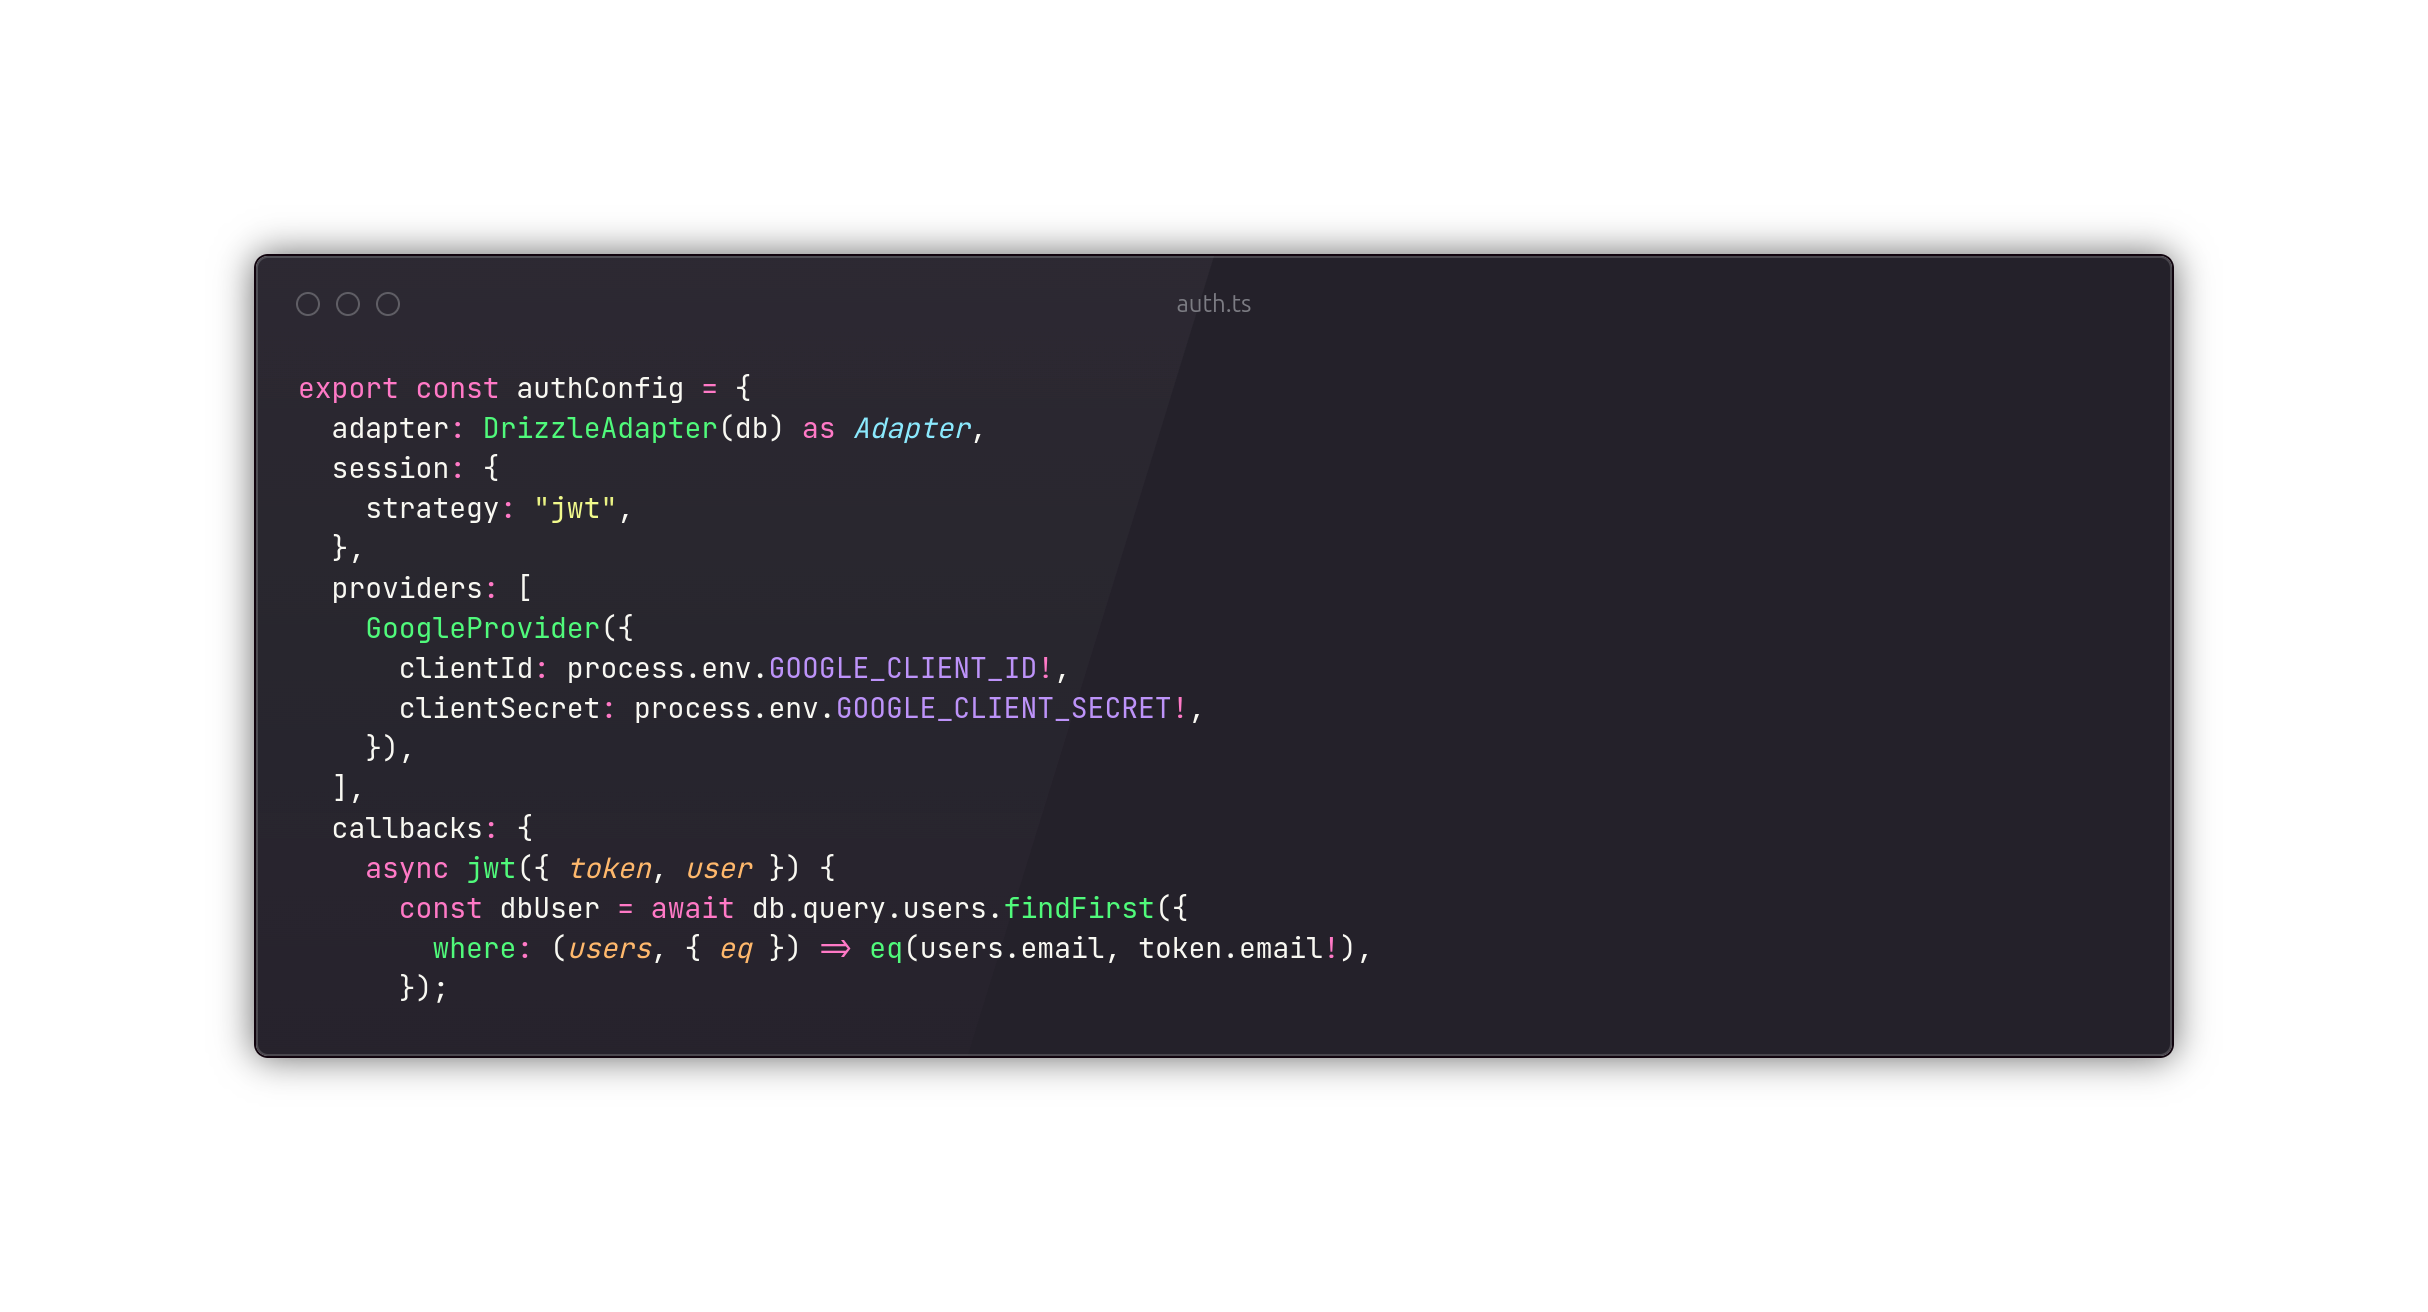 auth.ts
export const authConfig = {
  adapter: DrizzleAdapter(db) as Adapter,
  session: {
    strategy: "jwt",
  },
  providers: [
    GoogleProvider({
      clientId: process.env.GOOGLE_CLIENT_ID!,
      clientSecret: process.env.GOOGLE_CLIENT_SECRET!,
    }),
  ],
  callbacks: {
    async jwt({ token, user }) {
      const dbUser = await db.query.users.findFirst({
        where: (users, { eq }) => eq(users.email, token.email!),
      });